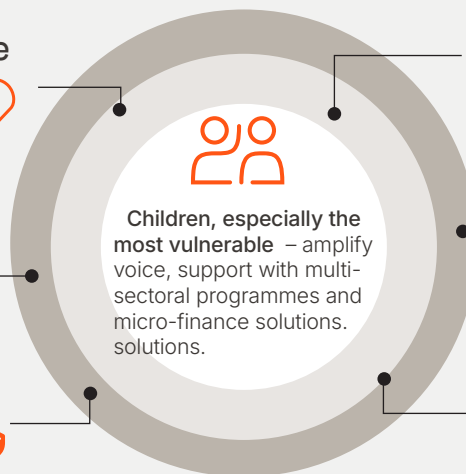 e
Children, especially the
most vulnerable – amplify
voice, support with multi-
sectoral programmes and
micro-finance solutions.
solutions.